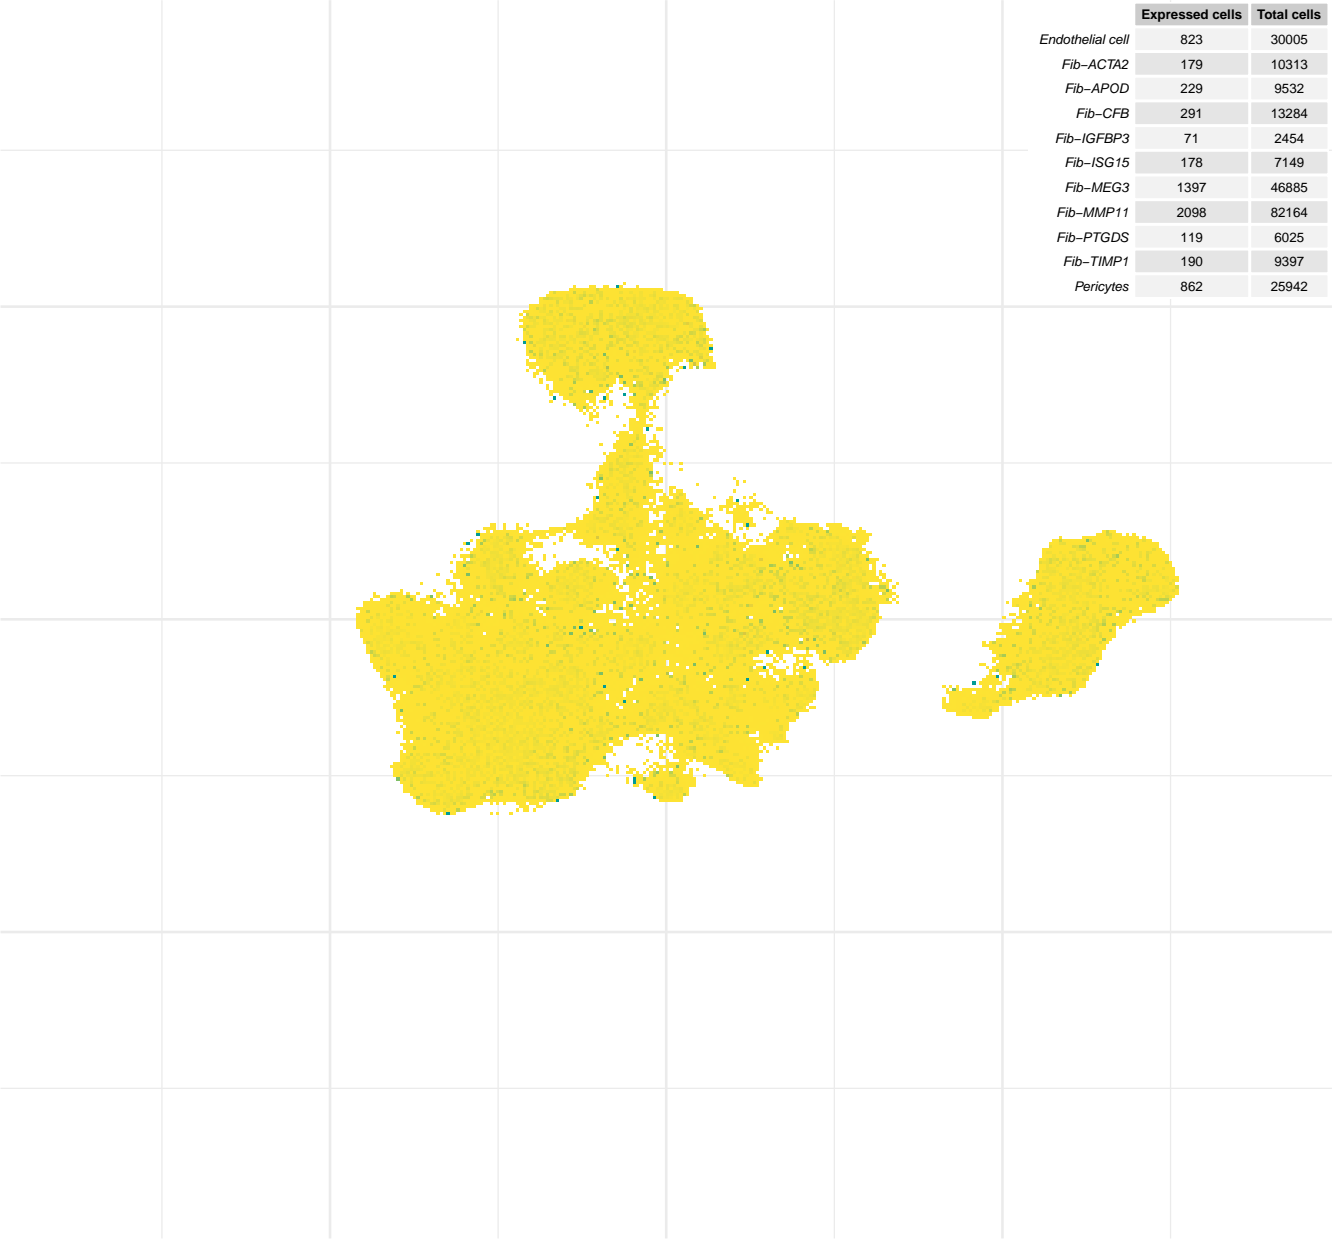 Expressed cells Total cells
Endothelial cell 823 30005
Fib−ACTA2 179 10313
Fib−APOD 229 9532
Fib−CFB 291 13284
Fib−IGFBP3 71 2454
Fib−ISG15 178 7149
Fib−MEG3 1397 46885
Fib−MMP11 2098 82164
Fib−PTGDS 119 6025
Fib−TIMP1 190 9397
Pericytes 862 25942